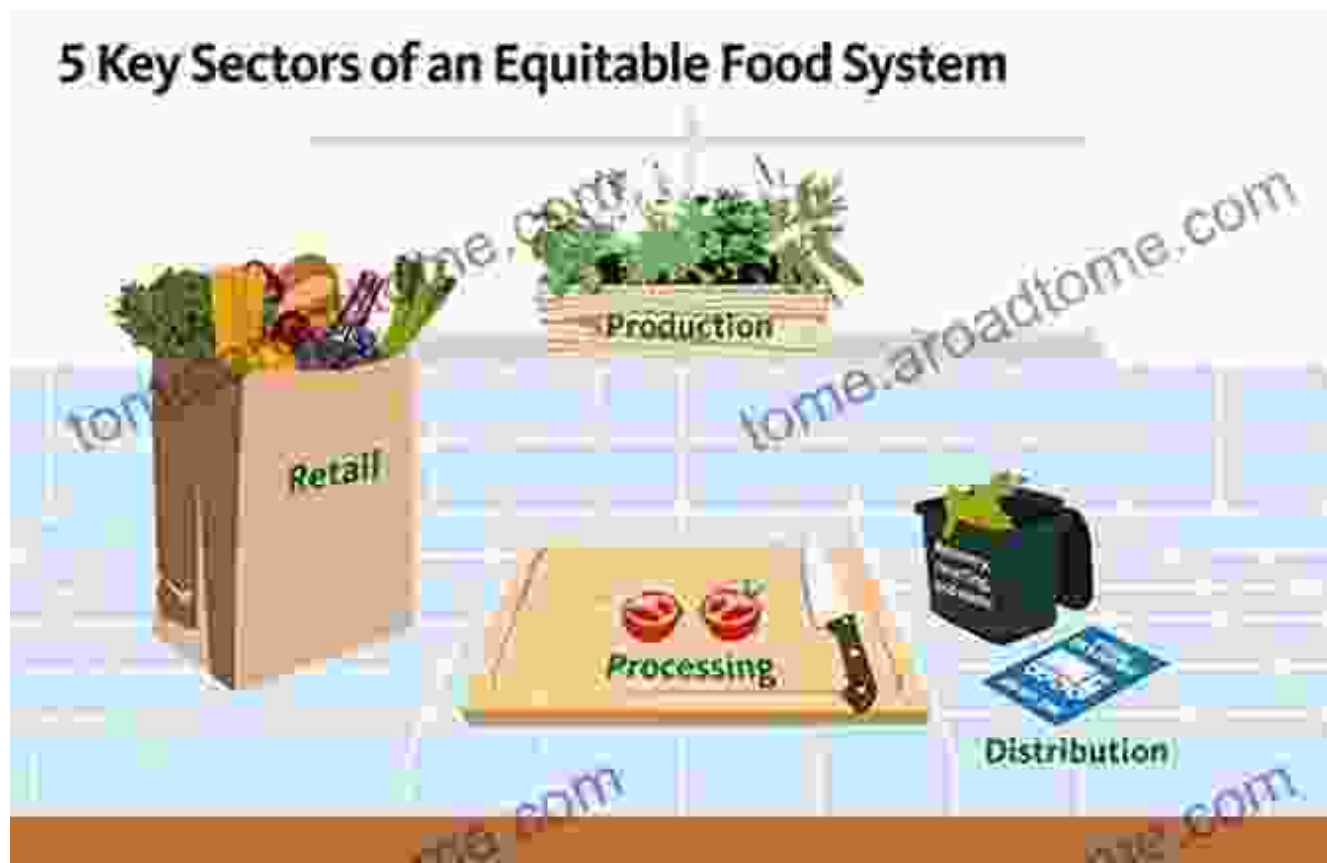 5 Key Sectors of an Equitable Food System
Production
tome.aroadtome.com
Retail
Processing
Distribution